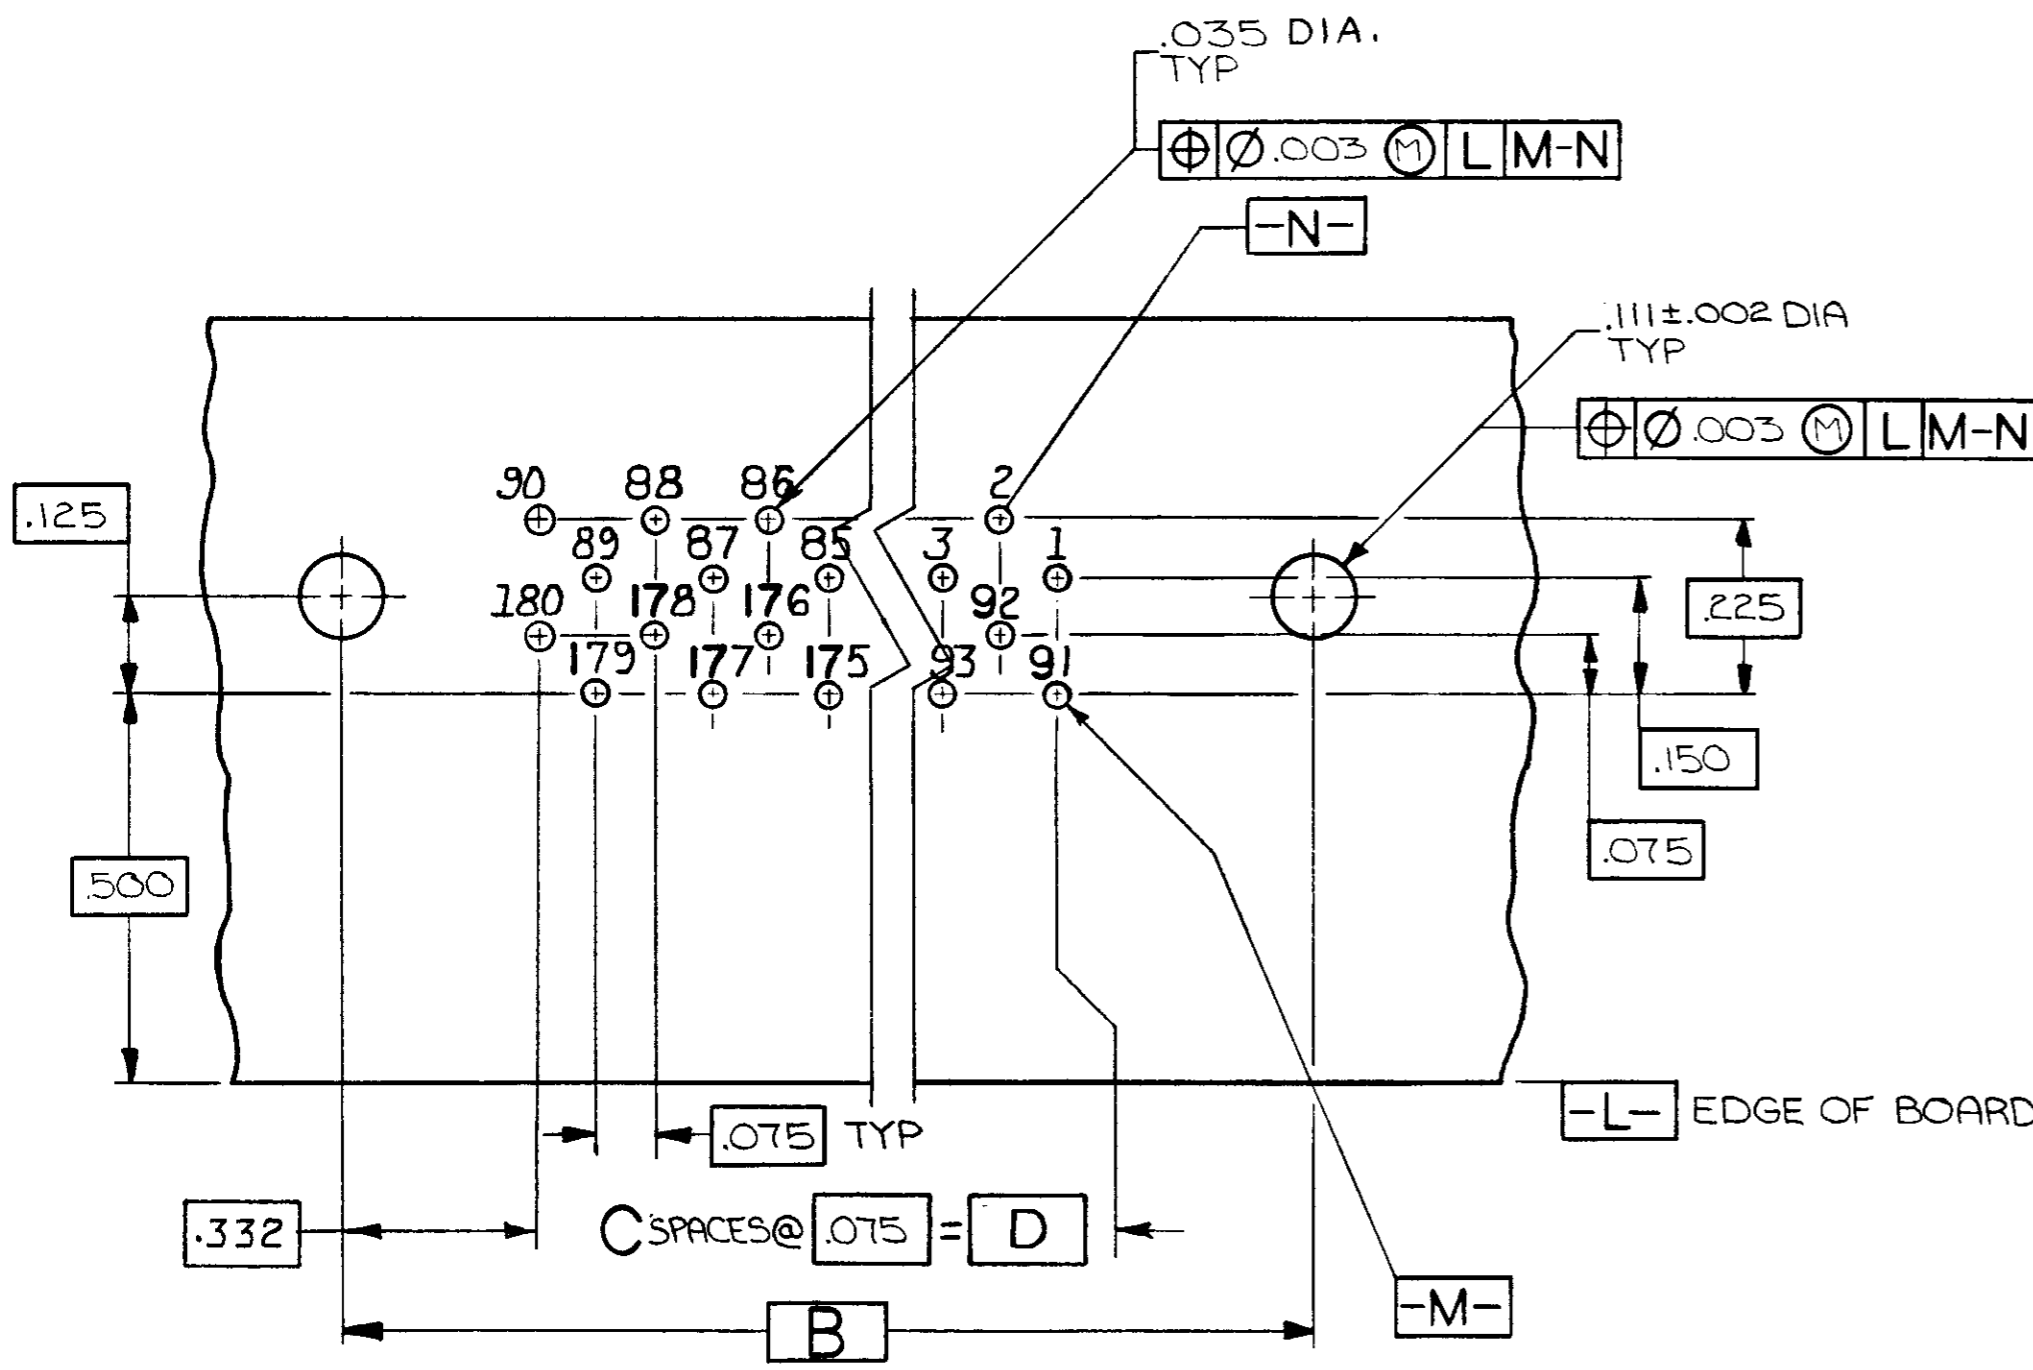 .035 DIA.
TYP
⌖ Ø .003 Ⓜ L M-N
-N-
.111±.002 DIA
TYP
⌖ Ø .003 Ⓜ L M-N
90 88 86 2
.125
89 87 85 3 1
180 178 176 92
.225
179 177 175 93 91
.150
.075
.500
-L- EDGE OF BOARD
.075 TYP
.332
C SPACES@ .075 = D
-M-
B